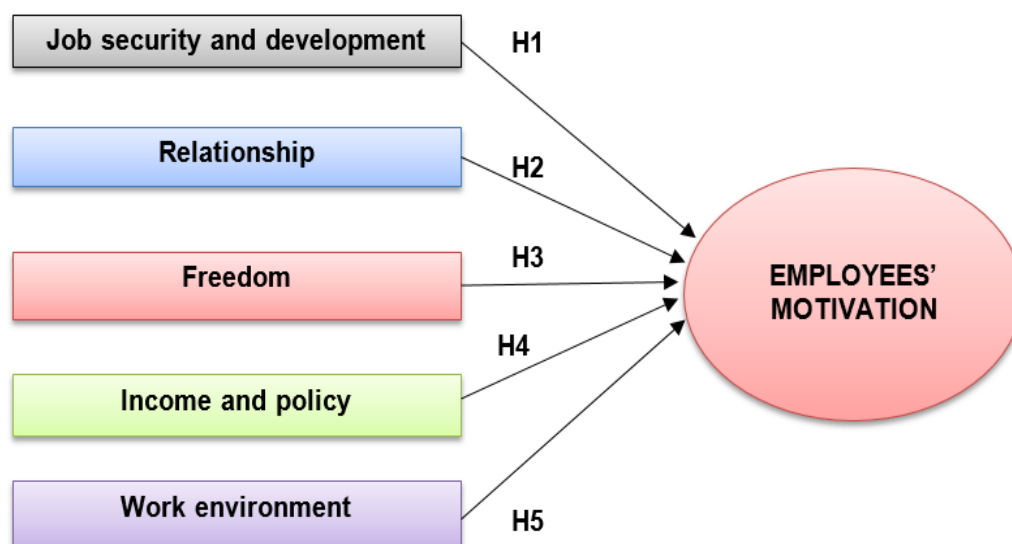 Job security and development
H1
Relationship
H2
Freedom
H3
Income and policy
H4
Work environment
H5
EMPLOYEES’
MOTIVATION